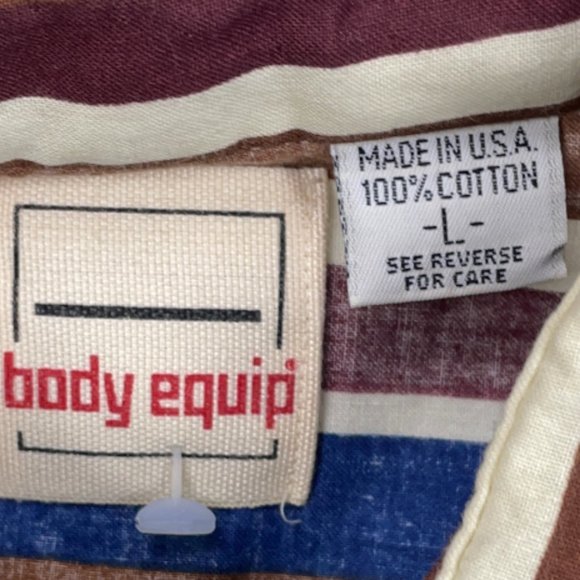 body equip®
MADE IN U.S.A.
100% COTTON
-L-
SEE REVERSE
FOR CARE